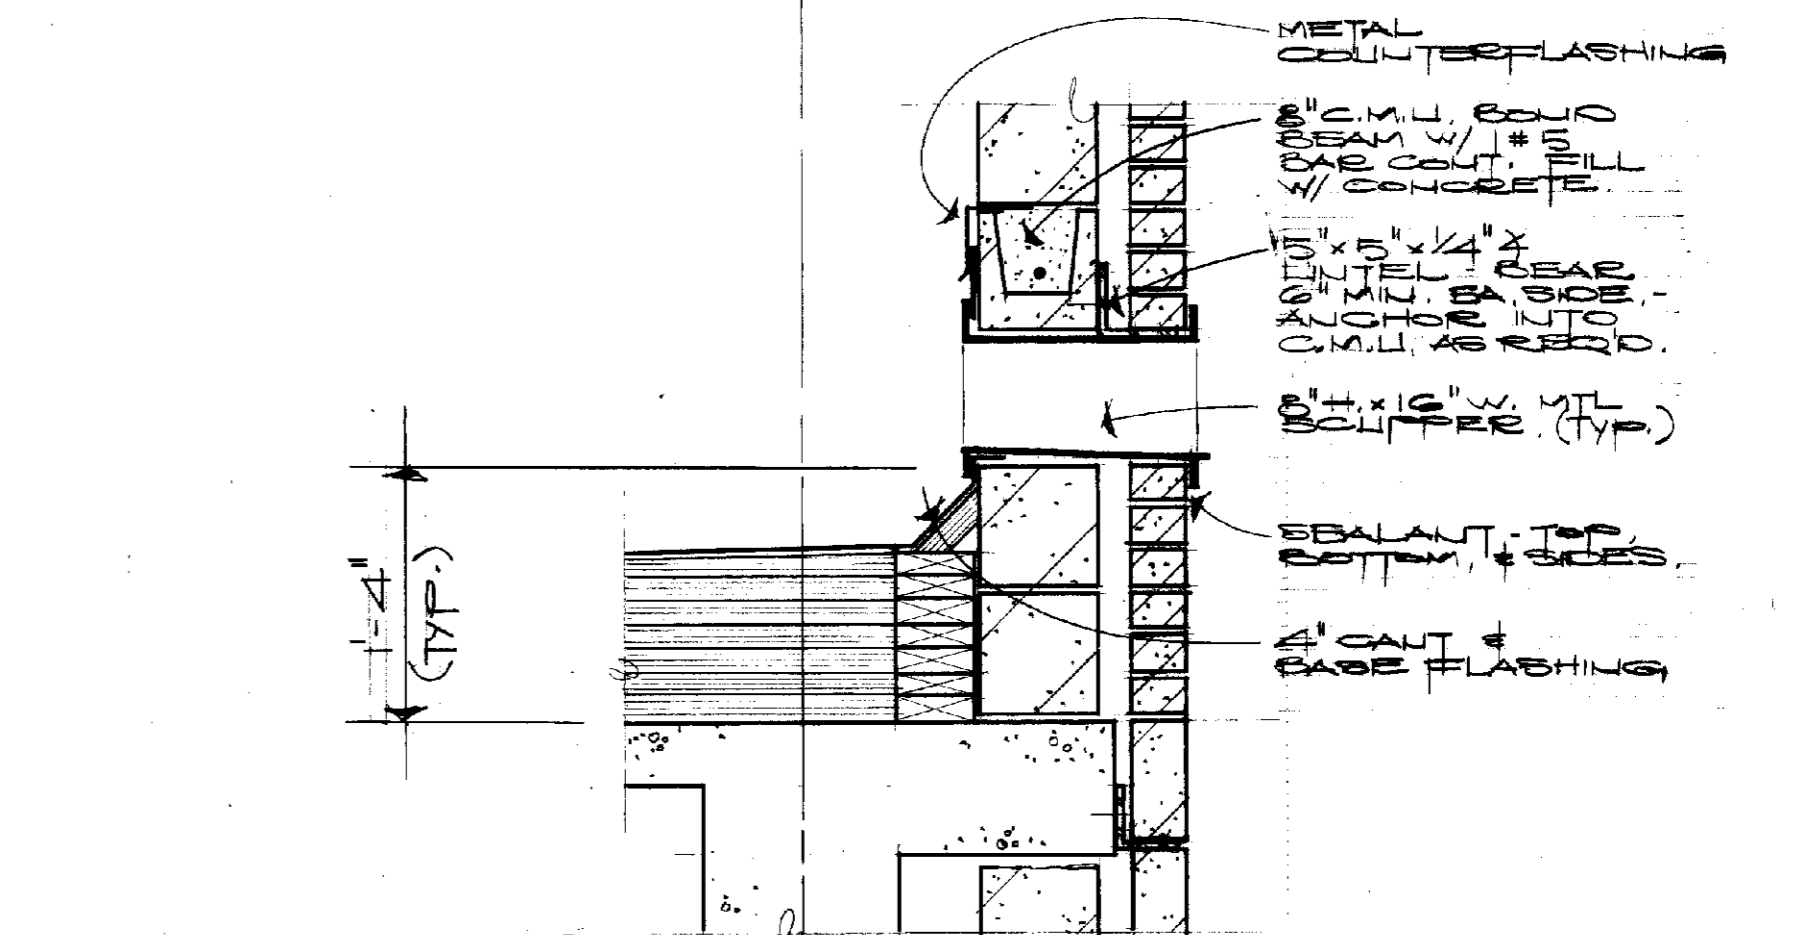 METAL
COUNTERFLASHING
8" C.M.U. BOND
BEAM W/ 1 #5
BAR CONT. FILL
W/ CONCRETE.
5" x 5" x 1/4" ∡
LINTEL - BEAR
6" MIN. EA. SIDE. -
ANCHOR INTO
C.M.U. AS REQ'D.
8" H. x 16" W. MTL
SCUPPER. (TYP.)
SEALANT - TOP,
BOTTOM, & SIDES.
4" CANT &
BASE FLASHING
1'-4"
(TYP.)